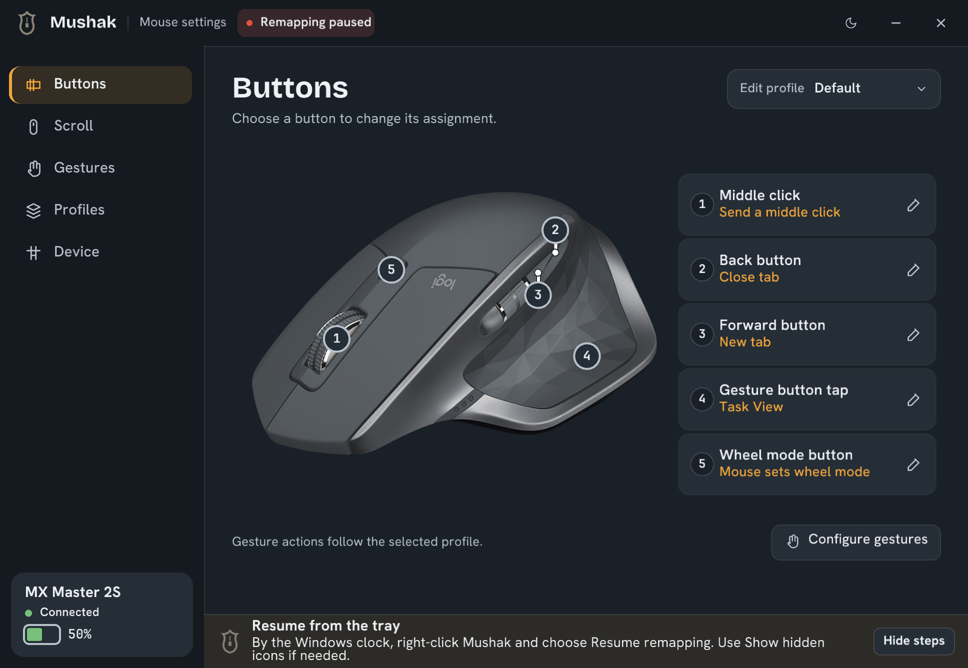 Mushak
Mouse settings
Remapping paused
Buttons
Scroll
Gestures
Profiles
Device
Buttons
Choose a button to change its assignment.
Edit profile Default
logi
1
2
3
4
5
1 Middle click
Send a middle click
2 Back button
Close tab
3 Forward button
New tab
4 Gesture button tap
Task View
5 Wheel mode button
Mouse sets wheel mode
Gesture actions follow the selected profile.
Configure gestures
MX Master 2S
Connected
50%
Resume from the tray
By the Windows clock, right-click Mushak and choose Resume remapping. Use Show hidden
icons if needed.
Hide steps